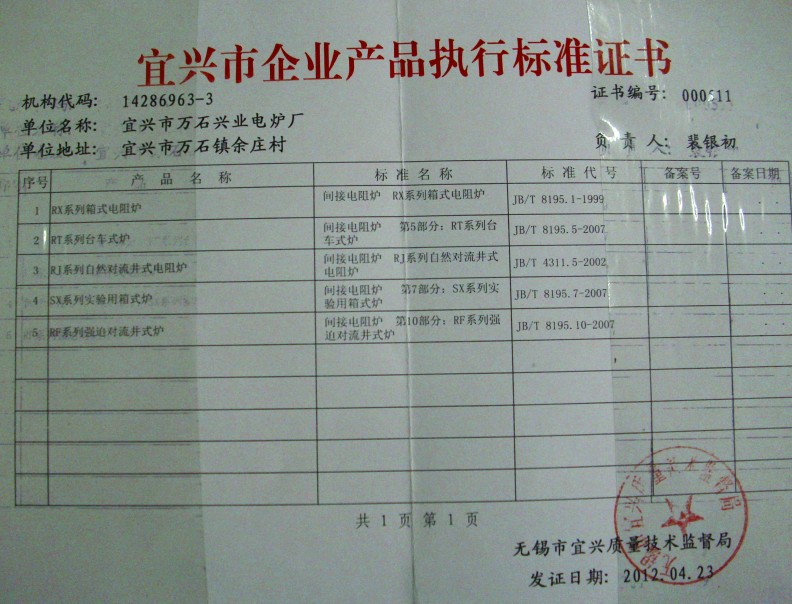 宜兴市企业产品执行标准证书
机构代码: 14286963-3
证书编号: 000611
单位名称: 宜兴市万石兴业电炉厂
单位地址: 宜兴市万石镇余庄村
负责人: 裴银初
序号 产品名称 标准名称 标准代号 备案号 备案日期
1 RX系列箱式电阻炉 间接电阻炉 RX系列箱式电阻炉 JB/T 8195.1-1999
2 RT系列台车式炉 间接电阻炉 第5部分: RT系列台车式炉 JB/T 8195.5-2007
3 RJ系列自然对流井式电阻炉 间接电阻炉 RJ系列自然对流井式电阻炉 JB/T 4311.5-2002
4 SX系列实验用箱式炉 间接电阻炉 第7部分: SX系列实验用箱式炉 JB/T 8195.7-2007
5 RF系列强迫对流井式炉 间接电阻炉 第10部分: RF系列强迫对流井式炉 JB/T 8195.10-2007
共 1 页 第 1 页
无锡市宜兴质量技术监督局
发证日期: 2012.04.23